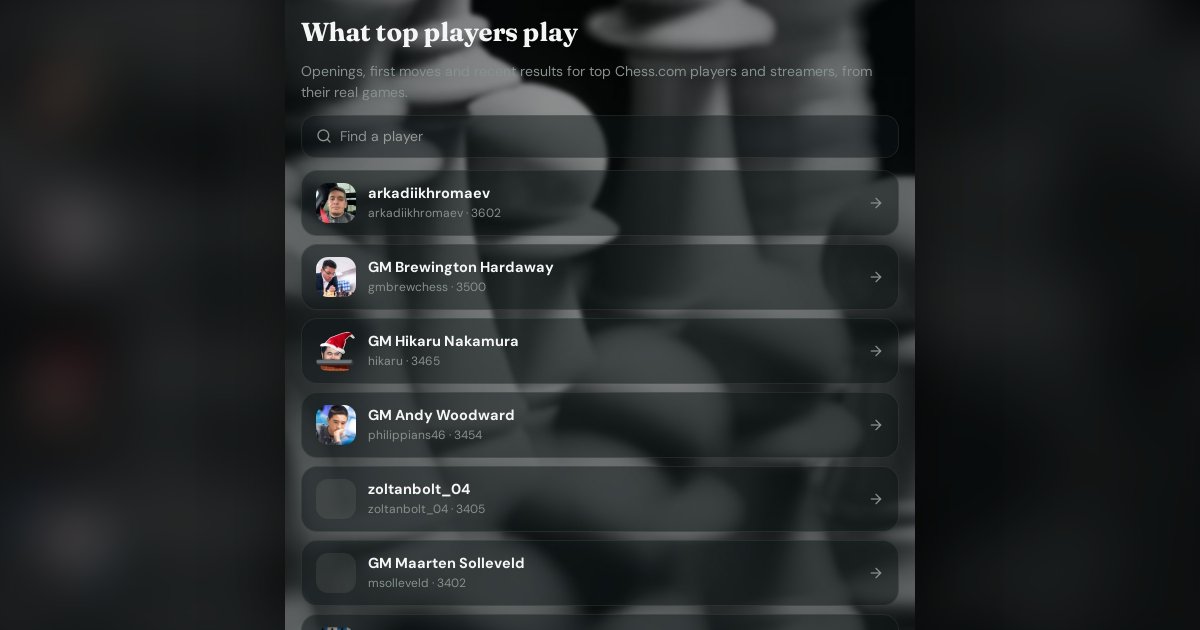 What top players play
Openings, first moves and recent results for top Chess.com players and streamers, from
their real games.
Find a player
arkadiikhromaev
arkadiikhromaev · 3602
GM Brewington Hardaway
gmbrewchess · 3500
GM Hikaru Nakamura
hikaru · 3465
GM Andy Woodward
philippians46 · 3454
zoltanbolt_04
zoltanbolt_04 · 3405
GM Maarten Solleveld
msolleveld · 3402